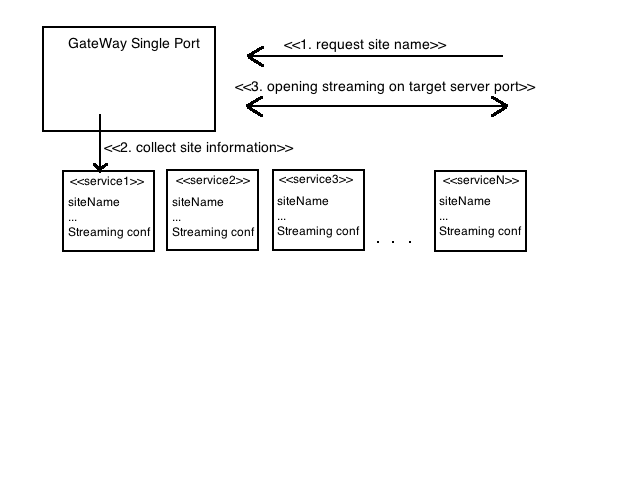 GateWay Single Port
<<1. request site name>>
<<3. opening streaming on target server port>>
<<2. collect site information>>
<<service1>>
siteName
...
Streaming conf
<<service2>>
siteName
...
Streaming conf
<<service3>>
siteName
...
Streaming conf
. . .
<<serviceN>>
siteName
...
Streaming conf